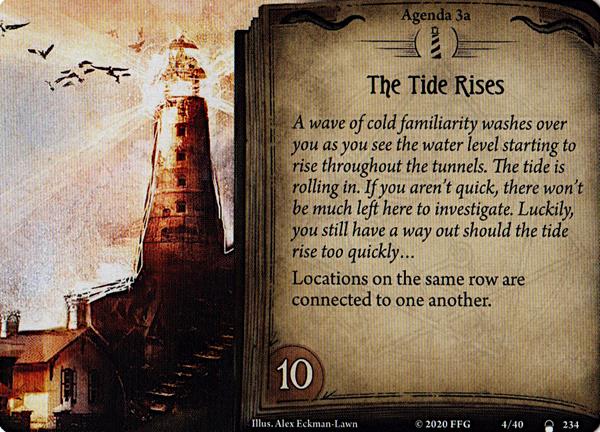 Agenda 3a
The Tide Rises
A wave of cold familiarity washes over
you as you see the water level starting to
rise throughout the tunnels. The tide is
rolling in. If you aren't quick, there won't
be much left here to investigate. Luckily,
you still have a way out should the tide
rise too quickly…
Locations on the same row are
connected to one another.
10
Illus. Alex Eckman-Lawn © 2020 FFG 4/40 234